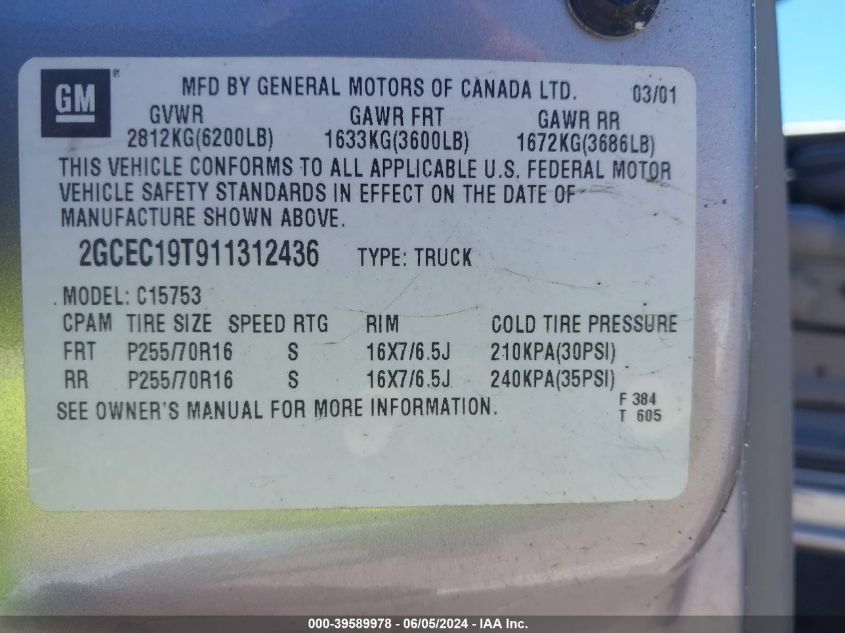 GM ®
MFD BY GENERAL MOTORS OF CANADA LTD. 03/01
GVWR GAWR FRT GAWR RR
2812KG(6200LB) 1633KG(3600LB) 1672KG(3686LB)
THIS VEHICLE CONFORMS TO ALL APPLICABLE U.S. FEDERAL MOTOR
VEHICLE SAFETY STANDARDS IN EFFECT ON THE DATE OF
MANUFACTURE SHOWN ABOVE.
2GCEC19T911312436 TYPE: TRUCK
MODEL: C15753
CPAM TIRE SIZE SPEED RTG RIM COLD TIRE PRESSURE
FRT P255/70R16 S 16X7/6.5J 210KPA(30PSI)
RR P255/70R16 S 16X7/6.5J 240KPA(35PSI)
SEE OWNER'S MANUAL FOR MORE INFORMATION.
F 384
T 605
000-39589978 - 06/05/2024 - IAA Inc.